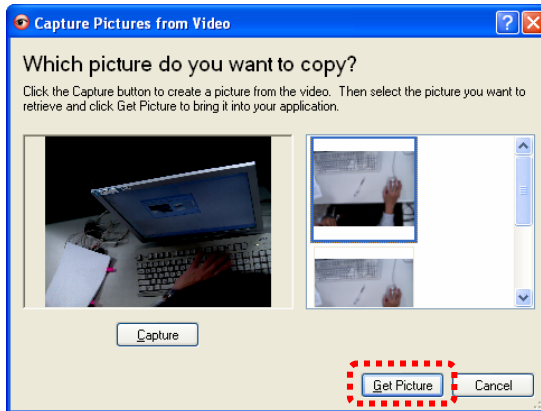 Capture Pictures from Video
Which picture do you want to copy?
Click the Capture button to create a picture from the video. Then select the picture you want to
retrieve and click Get Picture to bring it into your application.
Capture
Get Picture
Cancel